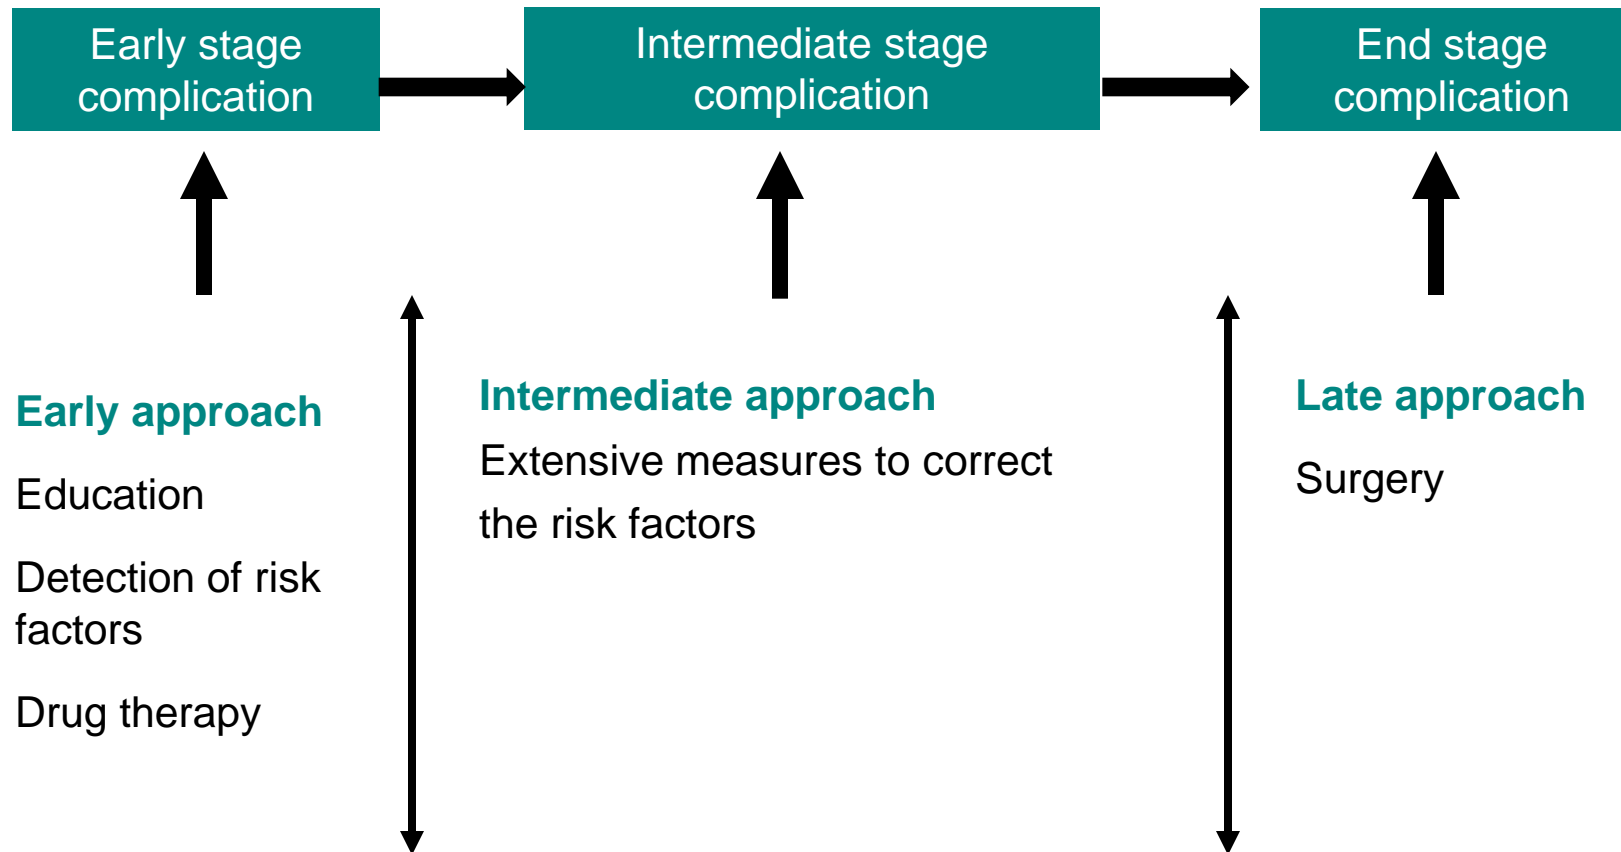 Early stage
complication
Intermediate stage
complication
End stage
complication
Early approach
Education
Detection of risk
factors
Drug therapy
Intermediate approach
Extensive measures to correct
the risk factors
Late approach
Surgery